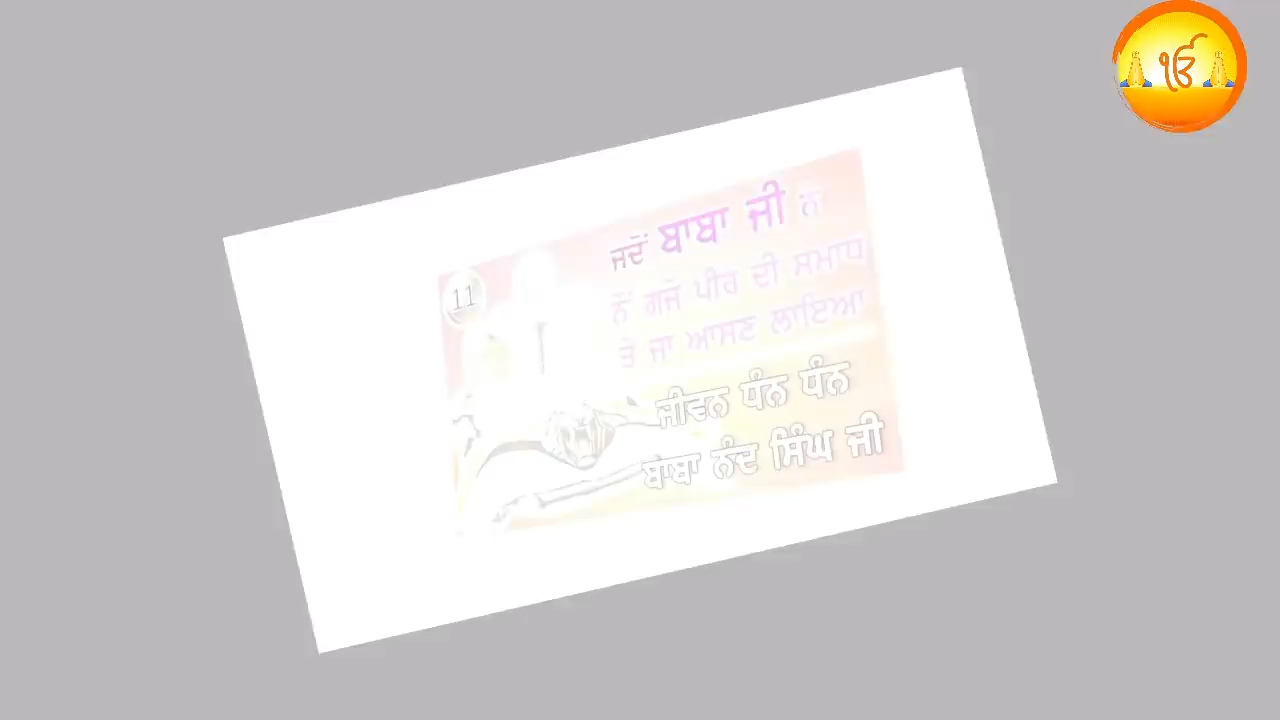 ੴ
11
ਜਦੋਂ ਬਾਬਾ ਜੀ ਨੇ
ਨੌਂ ਗਜੇ ਪੀਰ ਦੀ ਸਮਾਧ
ਤੇ ਜਾ ਆਸਣ ਲਾਇਆ
ਜੀਵਨ ਧੰਨ ਧੰਨ
ਬਾਬਾ ਨੰਦ ਸਿੰਘ ਜੀ